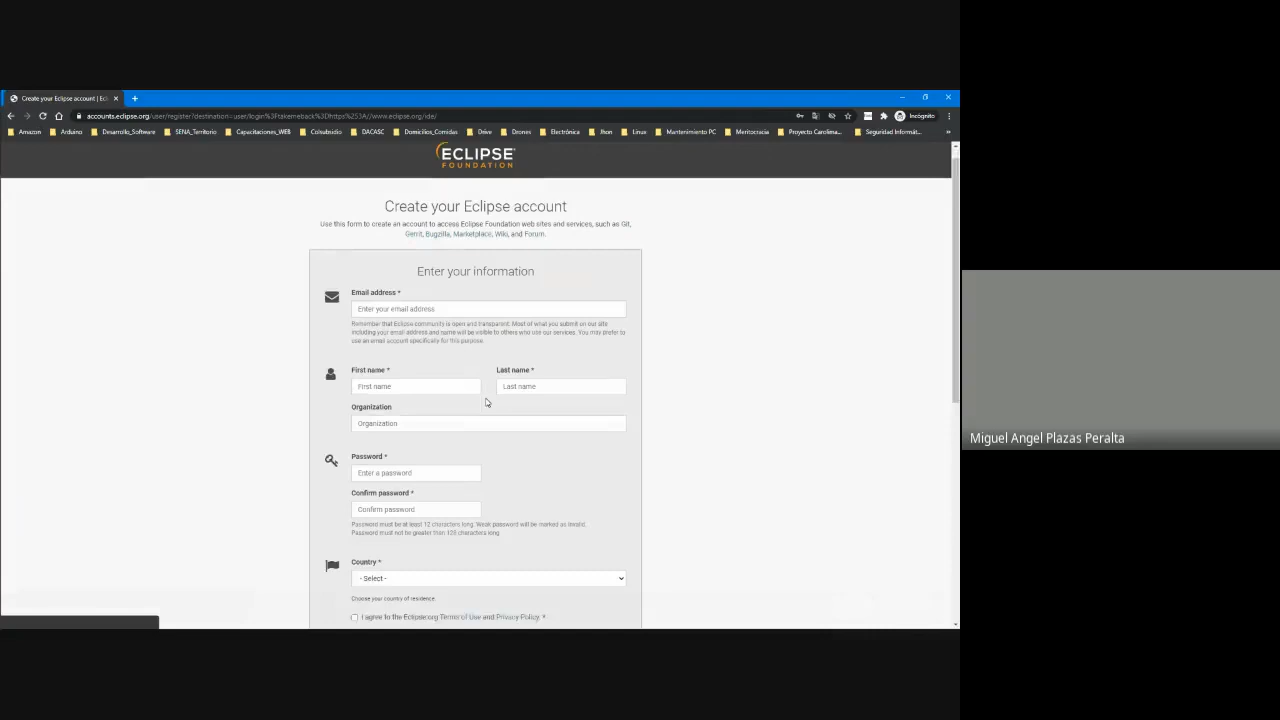 Create your Eclipse account | Ecl
accounts.eclipse.org/user/register?destination=user/login%3Ftakemeback%3Dhttps%253A//www.eclipse.org/ide/
Incógnito
Amazon Arduino Desarrollo_Software SENA_Territorio Capacitaciones_WEB Colsubsidio DACASC Domicilios_Comidas Drive Drones Electrónica Jhon Linux Mantenimiento PC Meritocracia Proyecto Carolima... Seguridad Informát... »
ECLIPSE
FOUNDATION
Create your Eclipse account
Use this form to create an account to access Eclipse Foundation web sites and services, such as Git,
Gerrit, Bugzilla, Marketplace, Wiki, and Forum.
Enter your information
Email address *
Enter your email address
Remember that Eclipse community is open and transparent. Most of what you submit on our site
including your email address and name will be visible to others who use our services. You may prefer to
use an email account specifically for this purpose.
First name * Last name *
First name Last name
Organization
Organization
Password *
Enter a password
Confirm password *
Confirm password
Password must be at least 12 characters long. Weak password will be marked as invalid.
Password must not be greater than 128 characters long
Country *
- Select -
Choose your country of residence.
I agree to the Eclipse.org Terms of Use and Privacy Policy. *
Miguel Angel Plazas Peralta